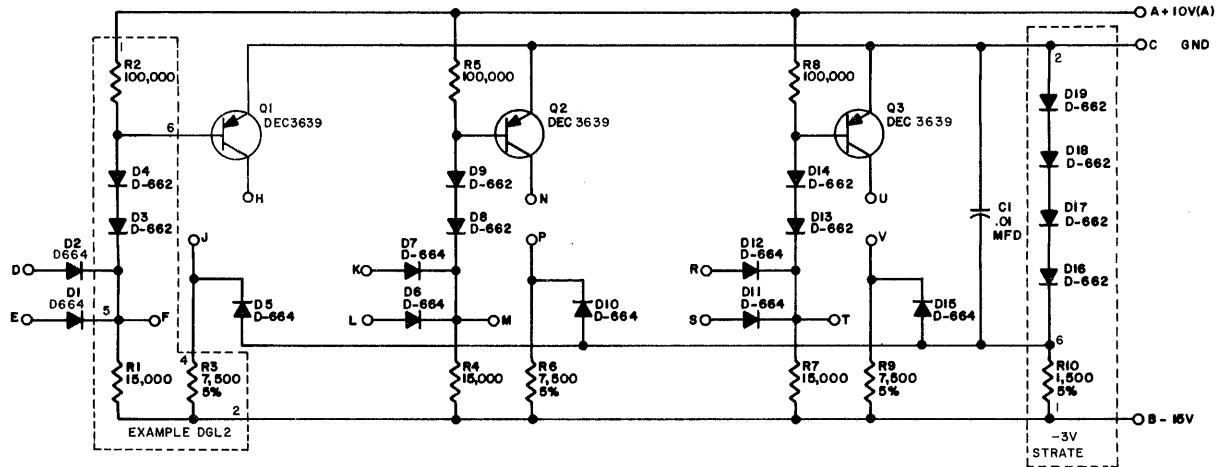 A+10V(A)
C GND
R2
100,000
R5
100,000
R8
100,000
2
Q1
DEC3639
Q2
DEC 3639
Q3
DEC 3639
D19
D-662
6
D18
D-662
D4
D-662
D9
D-662
D14
D-662
H
N
U
C1
.01
MFD
D17
D-662
D3
D-662
D8
D-662
D13
D-662
J
P
V
D2
D664
D7
D-664
D12
D-664
D16
D-662
D
K
R
D1
D664
D6
D-664
D11
D-664
D5
D-664
D10
D-664
D15
D-664
E
5
F
L
M
S
T
6
4
R1
15,000
R3
7,500
5%
R4
15,000
R6
7,500
5%
R7
15,000
R9
7,500
5%
R10
1,500
5%
2
B - 15V
EXAMPLE DGL2
-3V
STRATE